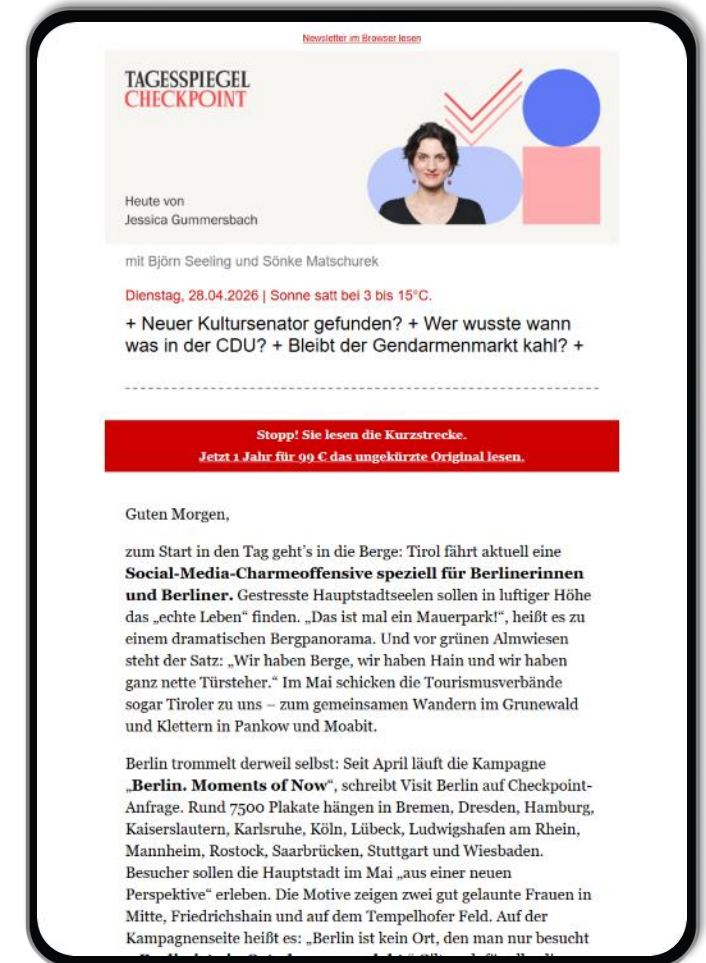 Newsletter im Browser lesen
TAGESSPIEGEL
CHECKPOINT
Heute von
Jessica Gummersbach
mit Björn Seeling und Sönke Matschurek
Dienstag, 28.04.2026 | Sonne satt bei 3 bis 15°C.
+ Neuer Kultursenator gefunden? + Wer wusste wann
was in der CDU? + Bleibt der Gendarmenmarkt kahl? +
Stopp! Sie lesen die Kurzstrecke.
Jetzt 1 Jahr für 99 € das ungekürzte Original lesen.
Guten Morgen,
zum Start in den Tag geht’s in die Berge: Tirol fährt aktuell eine
Social-Media-Charmeoffensive speziell für Berlinerinnen
und Berliner. Gestresste Hauptstadtseelen sollen in luftiger Höhe
das „echte Leben“ finden. „Das ist mal ein Mauerpark!“, heißt es zu
einem dramatischen Bergpanorama. Und vor grünen Almwiesen
steht der Satz: „Wir haben Berge, wir haben Hain und wir haben
ganz nette Türsteher.“ Im Mai schicken die Tourismusverbände
sogar Tiroler zu uns – zum gemeinsamen Wandern im Grunewald
und Klettern in Pankow und Moabit.
Berlin trommelt derweil selbst: Seit April läuft die Kampagne
„Berlin. Moments of Now“, schreibt Visit Berlin auf Checkpoint-
Anfrage. Rund 7500 Plakate hängen in Bremen, Dresden, Hamburg,
Kaiserslautern, Karlsruhe, Köln, Lübeck, Ludwigshafen am Rhein,
Mannheim, Rostock, Saarbrücken, Stuttgart und Wiesbaden.
Besucher sollen die Hauptstadt im Mai „aus einer neuen
Perspektive“ erleben. Die Motive zeigen zwei gut gelaunte Frauen in
Mitte, Friedrichshain und auf dem Tempelhofer Feld. Auf der
Kampagnenseite heißt es: „Berlin ist kein Ort, den man nur besucht